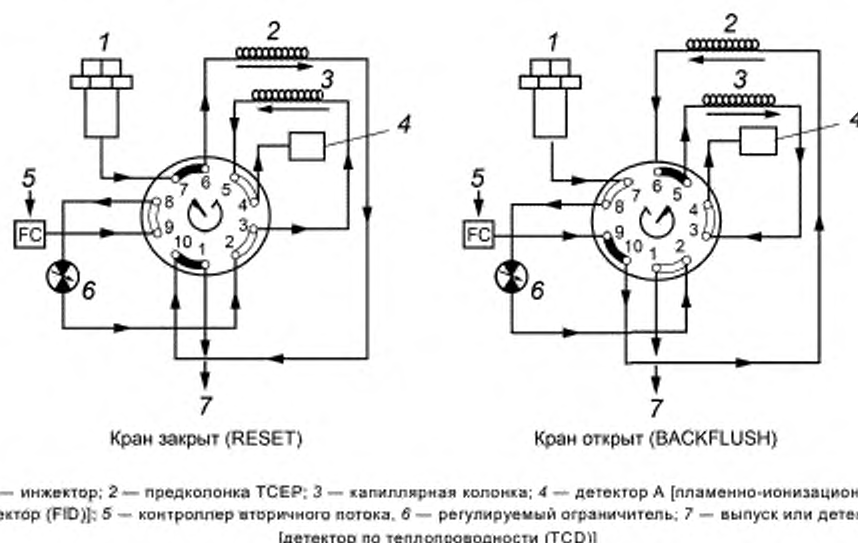 1 2 3 4 5 FC 6 7
7 6 5 4 3 2 1 10 9 8
1 2 3 4 5 FC 6 7
7 6 5 4 3 2 1 10 9 8
Кран закрыт (RESET) Кран открыт (BACKFLUSH)
— инжектор; 2 — предколонка TCEP; 3 — капиллярная колонка; 4 — детектор А [пламенно-ионизацион
ектор (FID)]; 5 — контроллер вторичного потока, 6 — регулируемый ограничитель; 7 — выпуск или дете
[детектор по теплопроводности (TCD)]